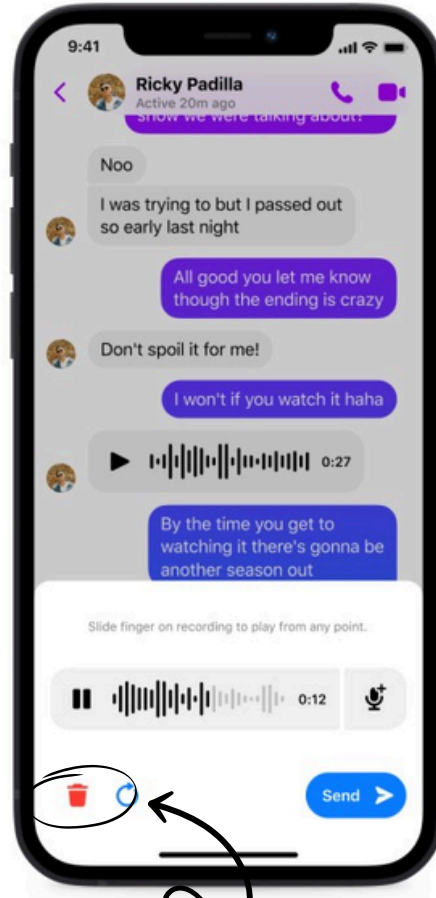 9:41
Ricky Padilla
Active 20m ago
show we were talking about?
Noo
I was trying to but I passed out
so early last night
All good you let me know
though the ending is crazy
Don't spoil it for me!
I won't if you watch it haha
0:27
By the time you get to
watching it there's gonna be
another season out
Slide finger on recording to play from any point.
0:12
Send